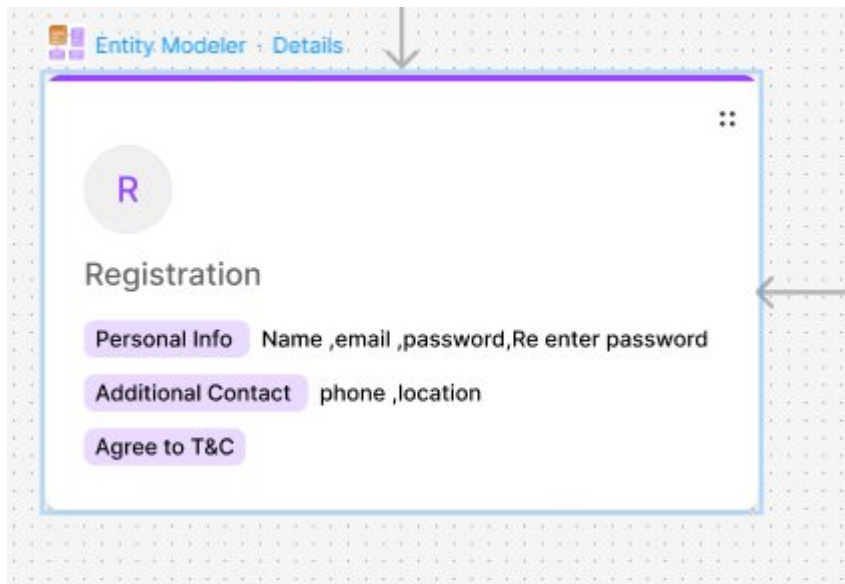 Entity Modeler · Details
R
Registration
Personal Info Name ,email ,password,Re enter password
Additional Contact phone ,location
Agree to T&C